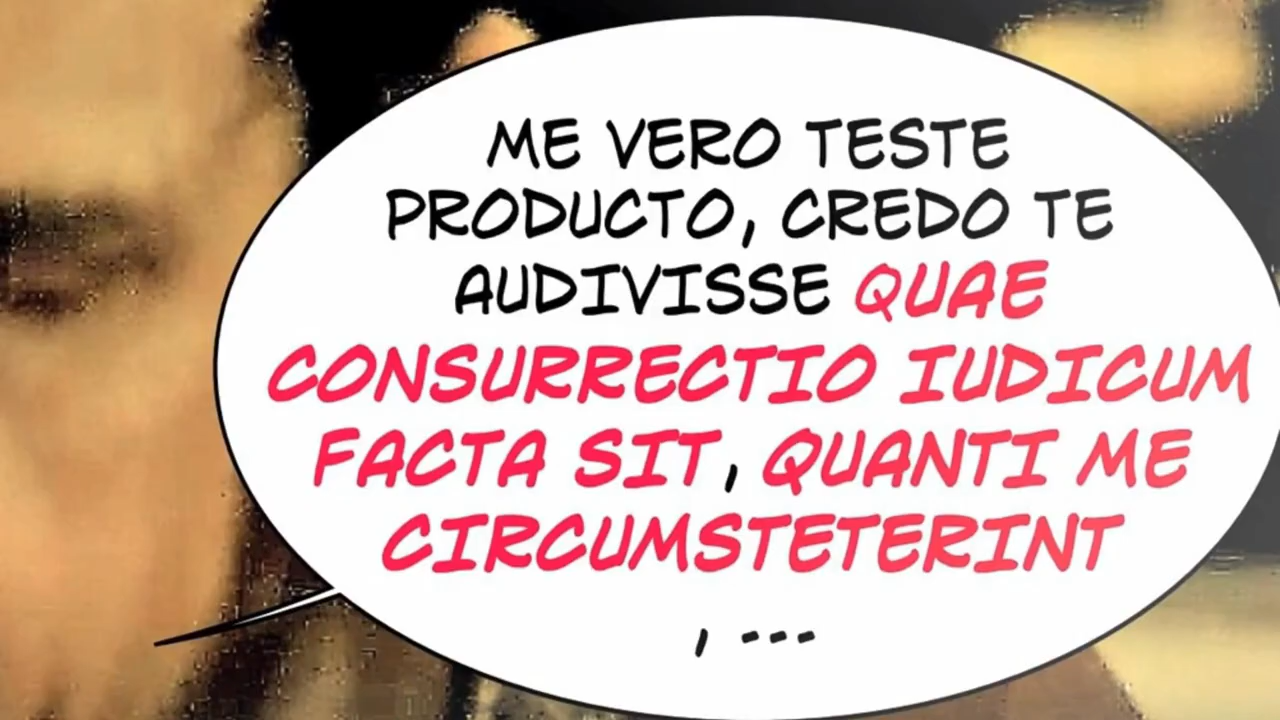 ME VERO TESTE
PRODUCTO, CREDO TE
AUDIVISSE QUAE
CONSURRECTIO IUDICUM
FACTA SIT, QUANTI ME
CIRCUMSTETERINT
, ---